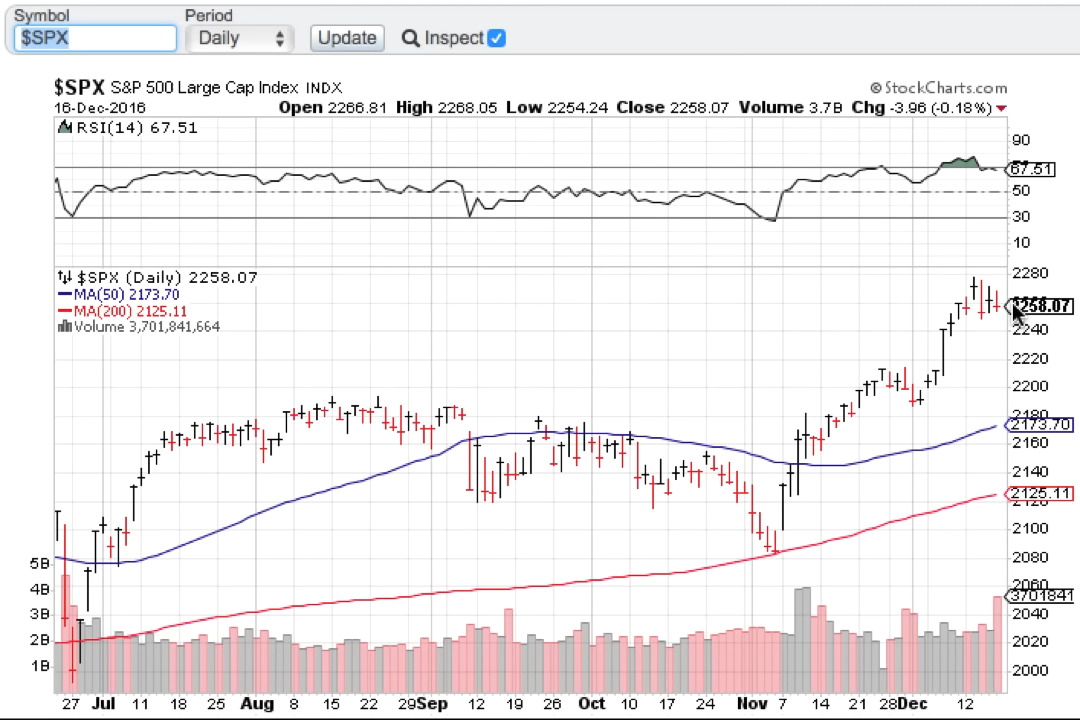 Symbol Period
$SPX Daily Update Inspect
$SPX S&P 500 Large Cap Index INDX © StockCharts.com
16-Dec-2016 Open 2266.81 High 2268.05 Low 2254.24 Close 2258.07 Volume 3.7B Chg -3.96 (-0.18%)
RSI(14) 67.51
90
67.51
50
30
10
$SPX (Daily) 2258.07
MA(50) 2173.70
MA(200) 2125.11
Volume 3,701,841,664
2280
2258.07
2240
2220
2200
2180
2173.70
2160
2140
2125.11
2120
2100
2080
2060
3701841
2040
2020
2000
5B
4B
3B
2B
1B
27 Jul 11 18 25 Aug 8 15 22 29 Sep 12 19 26 Oct 10 17 24 Nov 7 14 21 28 Dec 12